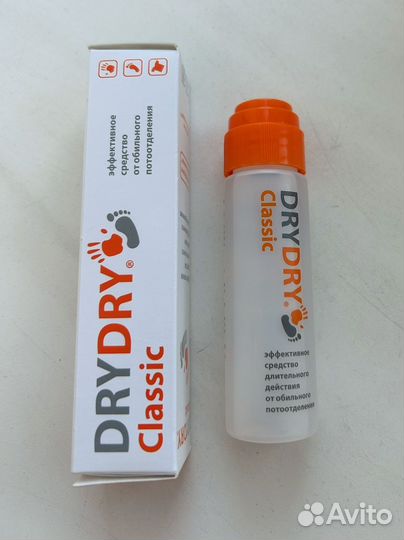 эффективное
средство
от обильного
потоотделения
DRYDRY®
Classic
DRYDRY®
Classic
эффективное
средство
длительного
действия
от обильного
потоотделения
Avito